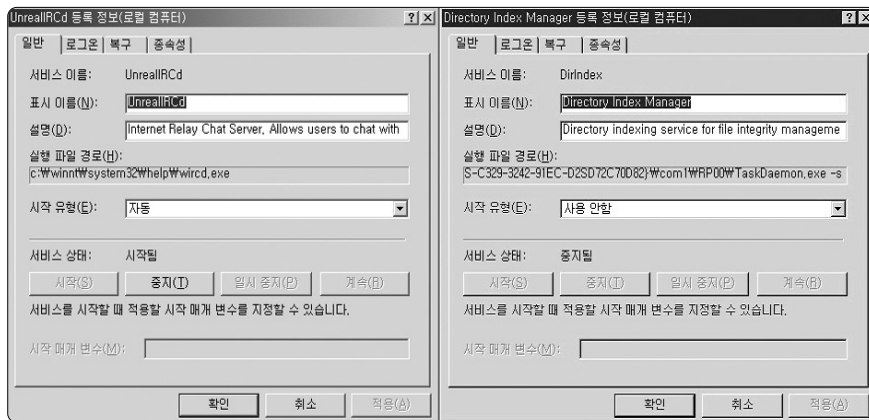 UnrealIRCd 등록 정보(로컬 컴퓨터)
일반 로그온 복구 종속성
서비스 이름: UnrealIRCd
표시 이름(N): UnrealIRCd
설명(D): Internet Relay Chat Server, Allows users to chat with
실행 파일 경로(H):
c:₩winnt₩system32₩help₩wircd.exe
시작 유형(E): 자동
서비스 상태: 시작됨
시작(S) 중지(T) 일시 중지(P) 계속(R)
서비스를 시작할 때 적용할 시작 매개 변수를 지정할 수 있습니다.
시작 매개 변수(M):
확인 취소 적용(A)
Directory Index Manager 등록 정보(로컬 컴퓨터)
일반 로그온 복구 종속성
서비스 이름: DirIndex
표시 이름(N): Directory Index Manager
설명(D): Directory indexing service for file integrity manageme
실행 파일 경로(H):
S-C329-3242-91EC-D2SD72C70D82}₩com1₩RP00₩TaskDaemon.exe -s
시작 유형(E): 사용 안함
서비스 상태: 중지됨
시작(S) 중지(T) 일시 중지(P) 계속(R)
서비스를 시작할 때 적용할 시작 매개 변수를 지정할 수 있습니다.
시작 매개 변수(M):
확인 취소 적용(A)